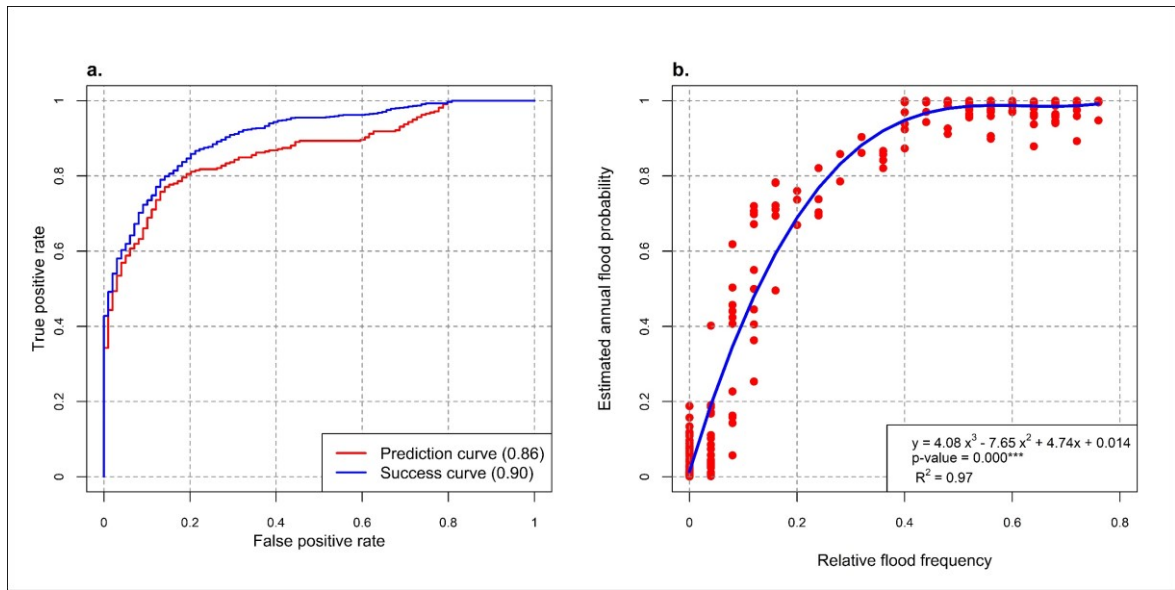 a.
True positive rate
1
0.8
0.6
0.4
0.2
0
Prediction curve (0.86)
Success curve (0.90)
0 0.2 0.4 0.6 0.8 1
False positive rate
b.
Estimated annual flood probability
1
0.8
0.6
0.4
0.2
0
y = 4.08 x³ - 7.65 x² + 4.74x + 0.014
p-value = 0.000***
R² = 0.97
0 0.2 0.4 0.6 0.8
Relative flood frequency